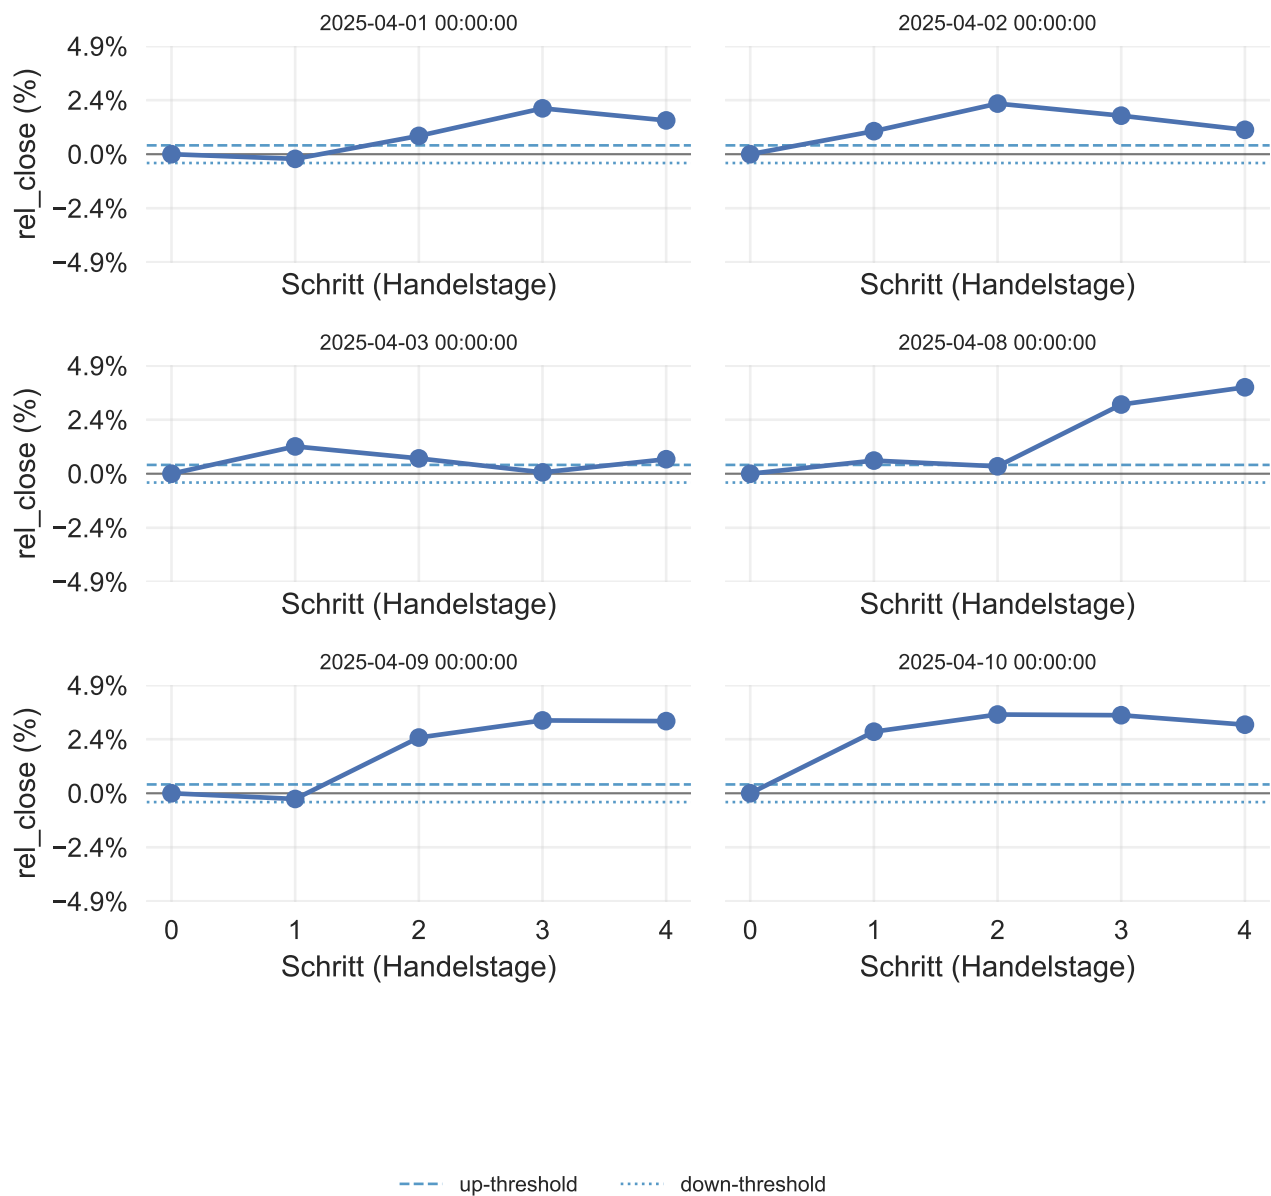 2025-04-01 00:00:00
4.9%
2.4%
0.0%
−2.4%
−4.9%
rel_close (%)
Schritt (Handelstage)
2025-04-02 00:00:00
Schritt (Handelstage)
2025-04-03 00:00:00
4.9%
2.4%
0.0%
−2.4%
−4.9%
rel_close (%)
Schritt (Handelstage)
2025-04-08 00:00:00
Schritt (Handelstage)
2025-04-09 00:00:00
4.9%
2.4%
0.0%
−2.4%
−4.9%
rel_close (%)
0 1 2 3 4
Schritt (Handelstage)
2025-04-10 00:00:00
0 1 2 3 4
Schritt (Handelstage)
up-threshold down-threshold